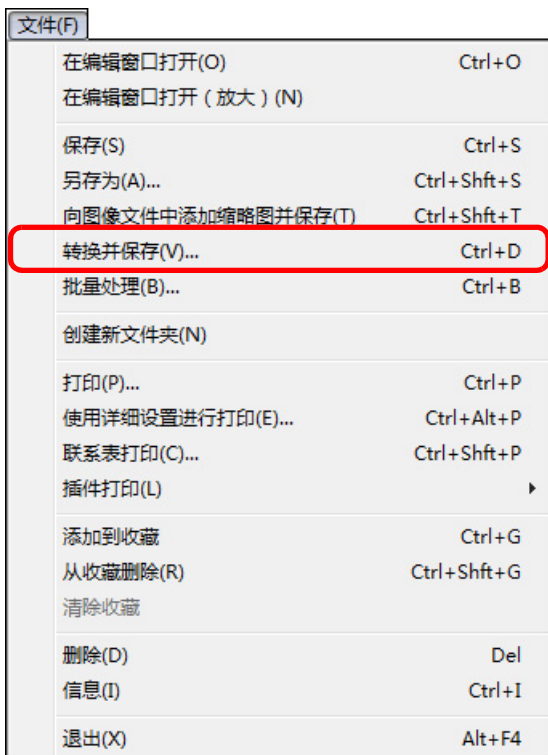 文件(F)
在编辑窗口打开(O) Ctrl+O
在编辑窗口打开（放大）(N)
保存(S) Ctrl+S
另存为(A)... Ctrl+Shft+S
向图像文件中添加缩略图并保存(T) Ctrl+Shft+T
转换并保存(V)... Ctrl+D
批量处理(B)... Ctrl+B
创建新文件夹(N)
打印(P)... Ctrl+P
使用详细设置进行打印(E)... Ctrl+Alt+P
联系表打印(C)... Ctrl+Shft+P
插件打印(L)
添加到收藏 Ctrl+G
从收藏删除(R) Ctrl+Shft+G
清除收藏
删除(D) Del
信息(I) Ctrl+I
退出(X) Alt+F4